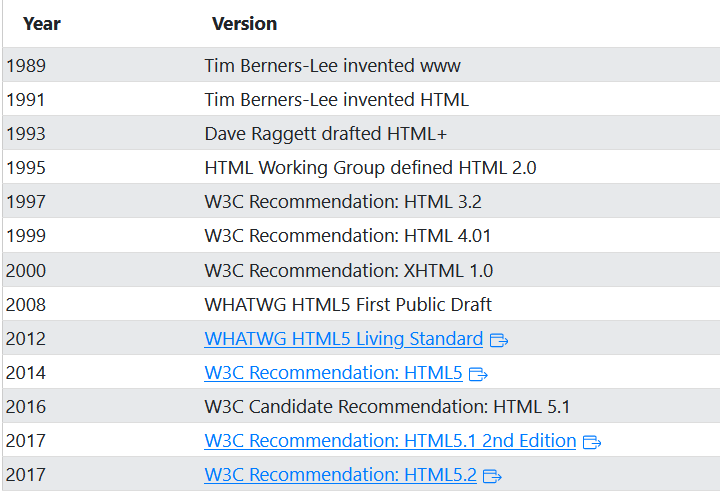 Year Version
1989 Tim Berners-Lee invented www
1991 Tim Berners-Lee invented HTML
1993 Dave Raggett drafted HTML+
1995 HTML Working Group defined HTML 2.0
1997 W3C Recommendation: HTML 3.2
1999 W3C Recommendation: HTML 4.01
2000 W3C Recommendation: XHTML 1.0
2008 WHATWG HTML5 First Public Draft
2012 WHATWG HTML5 Living Standard
2014 W3C Recommendation: HTML5
2016 W3C Candidate Recommendation: HTML 5.1
2017 W3C Recommendation: HTML5.1 2nd Edition
2017 W3C Recommendation: HTML5.2